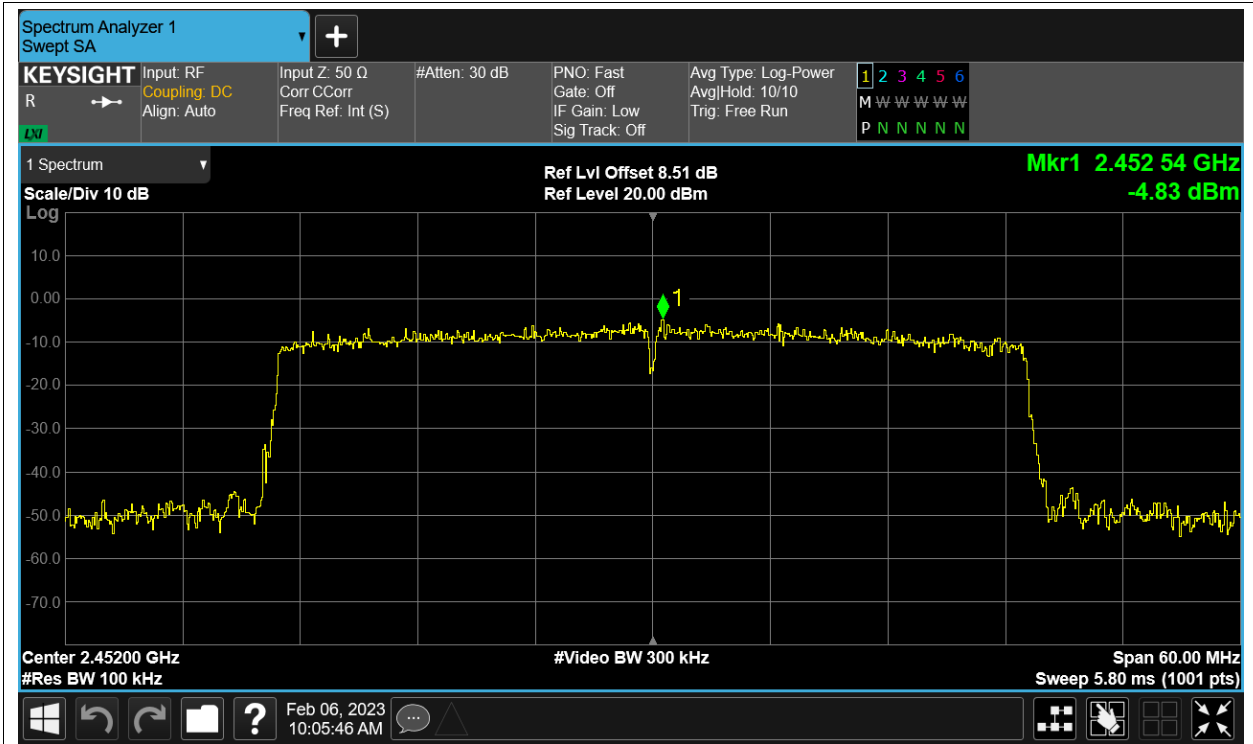 Spectrum Analyzer 1
Swept SA
+
KEYSIGHT
R
LXI
Input: RF
Coupling: DC
Align: Auto
Input Z: 50 Ω
Corr CCorr
Freq Ref: Int (S)
#Atten: 30 dB
PNO: Fast
Gate: Off
IF Gain: Low
Sig Track: Off
Avg Type: Log-Power
Avg|Hold: 10/10
Trig: Free Run
1 2 3 4 5 6
M W W W W W
P N N N N N
1 Spectrum
Scale/Div 10 dB
Ref Lvl Offset 8.51 dB
Ref Level 20.00 dBm
Mkr1 2.452 54 GHz
-4.83 dBm
Log
10.0
0.00
-10.0
-20.0
-30.0
-40.0
-50.0
-60.0
-70.0
1
Center 2.45200 GHz
#Res BW 100 kHz
#Video BW 300 kHz
Span 60.00 MHz
Sweep 5.80 ms (1001 pts)
?
Feb 06, 2023
10:05:46 AM